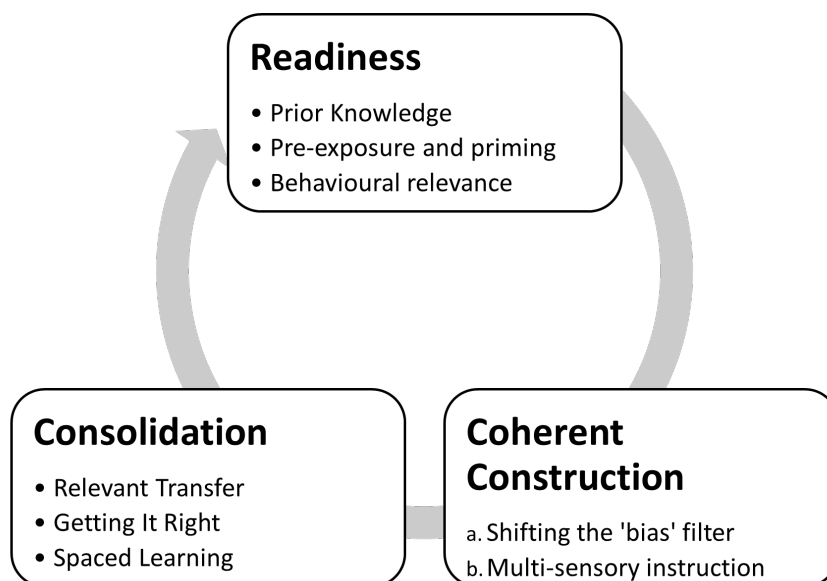 Readiness
• Prior Knowledge
• Pre-exposure and priming
• Behavioural relevance
Consolidation
• Relevant Transfer
• Getting It Right
• Spaced Learning
Coherent
Construction
a. Shifting the 'bias' filter
b. Multi-sensory instruction